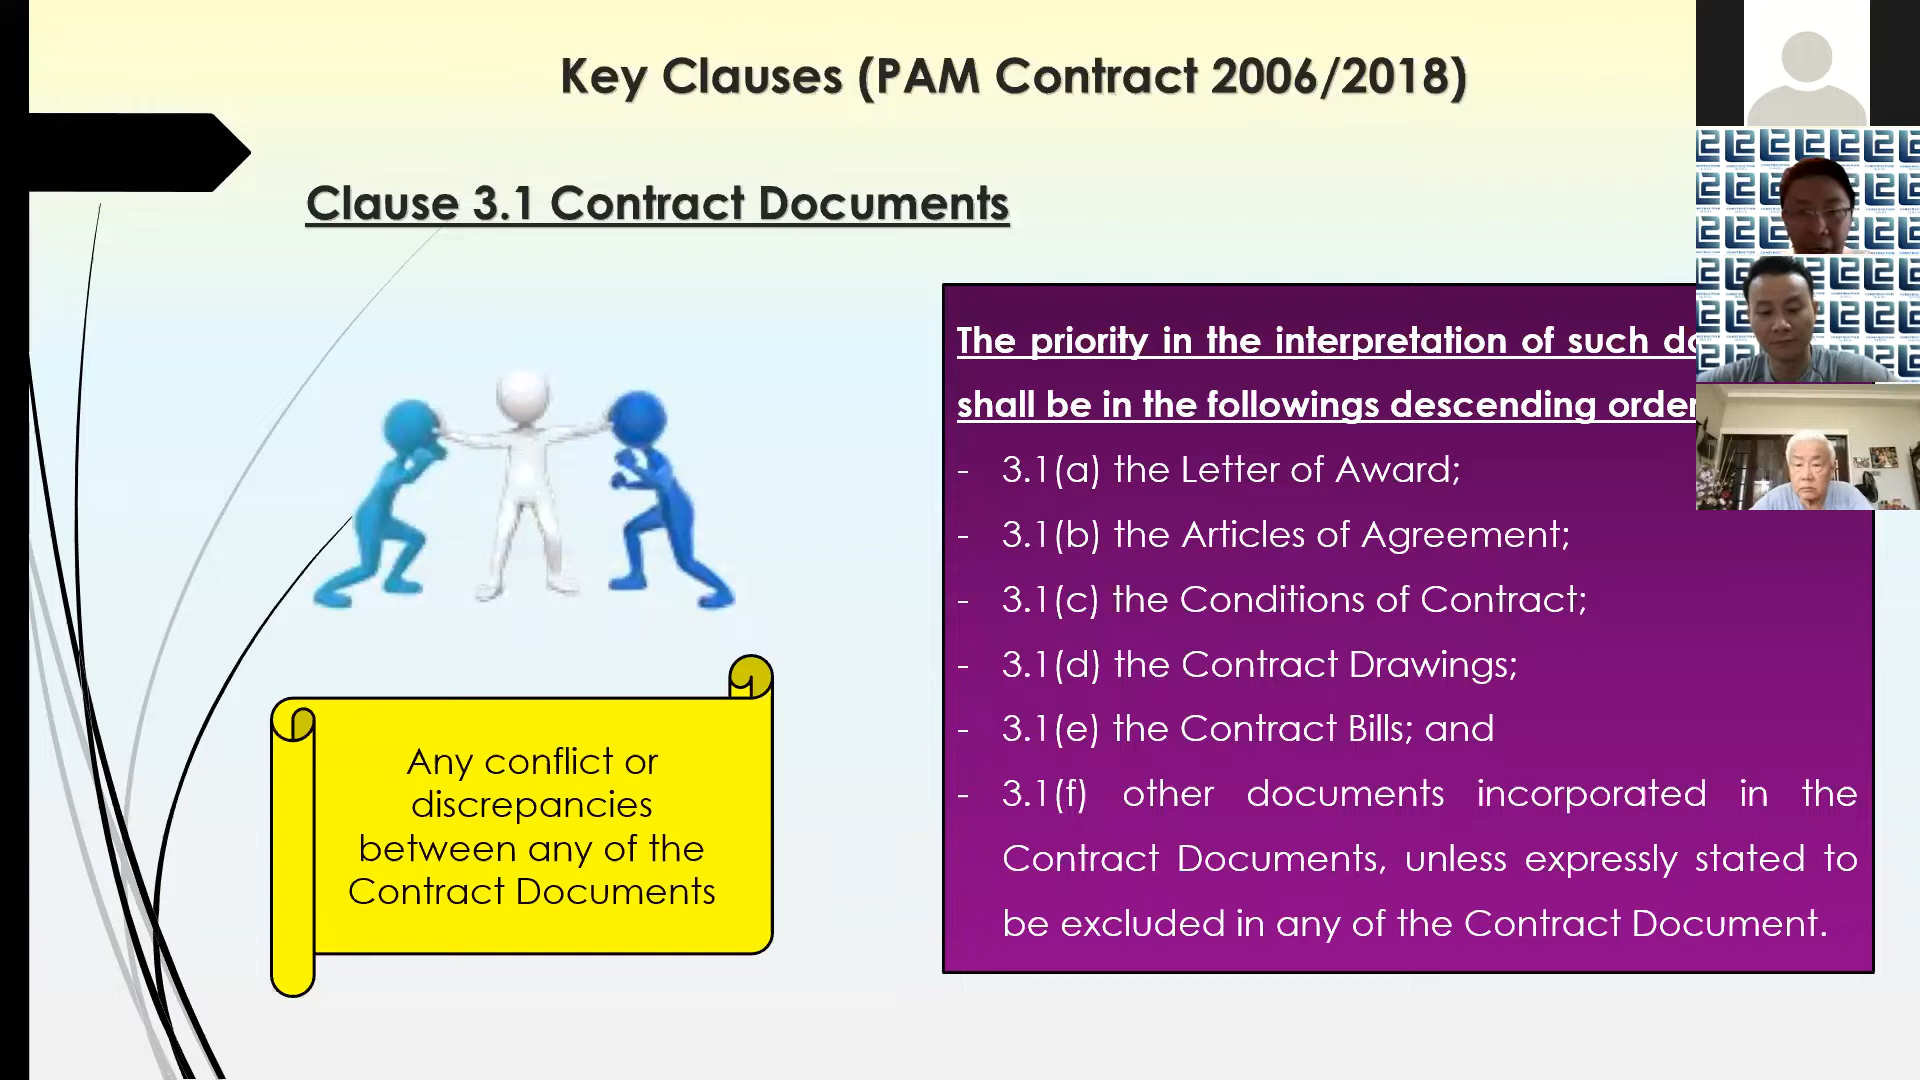 Key Clauses (PAM Contract 2006/2018)
Clause 3.1 Contract Documents
The priority in the interpretation of such
shall be in the followings descending order
- 3.1(a) the Letter of Award;
- 3.1(b) the Articles of Agreement;
- 3.1(c) the Conditions of Contract;
- 3.1(d) the Contract Drawings;
- 3.1(e) the Contract Bills; and
- 3.1(f) other documents incorporated in the
Contract Documents, unless expressly stated to
be excluded in any of the Contract Document.
Any conflict or
discrepancies
between any of the
Contract Documents